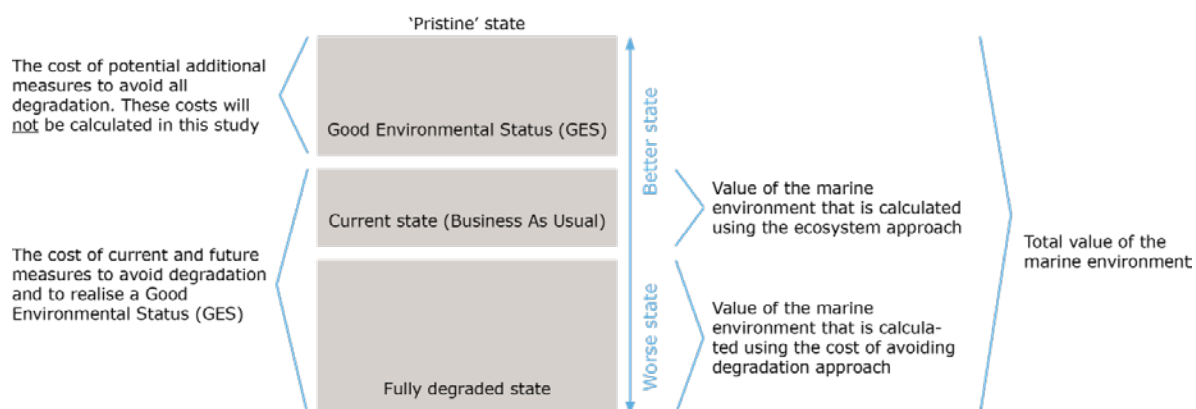 ‘Pristine’ state
The cost of potential additional
measures to avoid all
degradation. These costs will
not be calculated in this study
Good Environmental Status (GES)
Current state (Business As Usual)
The cost of current and future
measures to avoid degradation
and to realise a Good
Environmental Status (GES)
Fully degraded state
Better state
Worse state
Value of the marine
environment that is calculated
using the ecosystem approach
Value of the marine
environment that is calcula-
ted using the cost of avoiding
degradation approach
Total value of the
marine environment